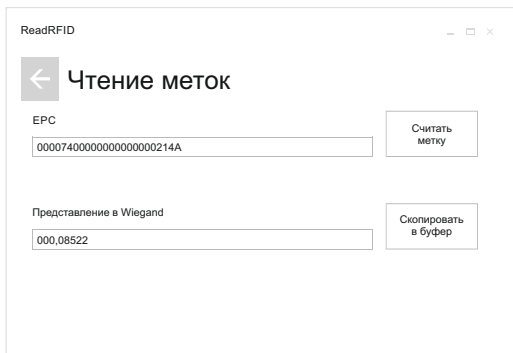 ReadRFID
Чтение меток
EPC
00007400000000000000214A
Считать
метку
Представление в Wiegand
000,08522
Скопировать
в буфер